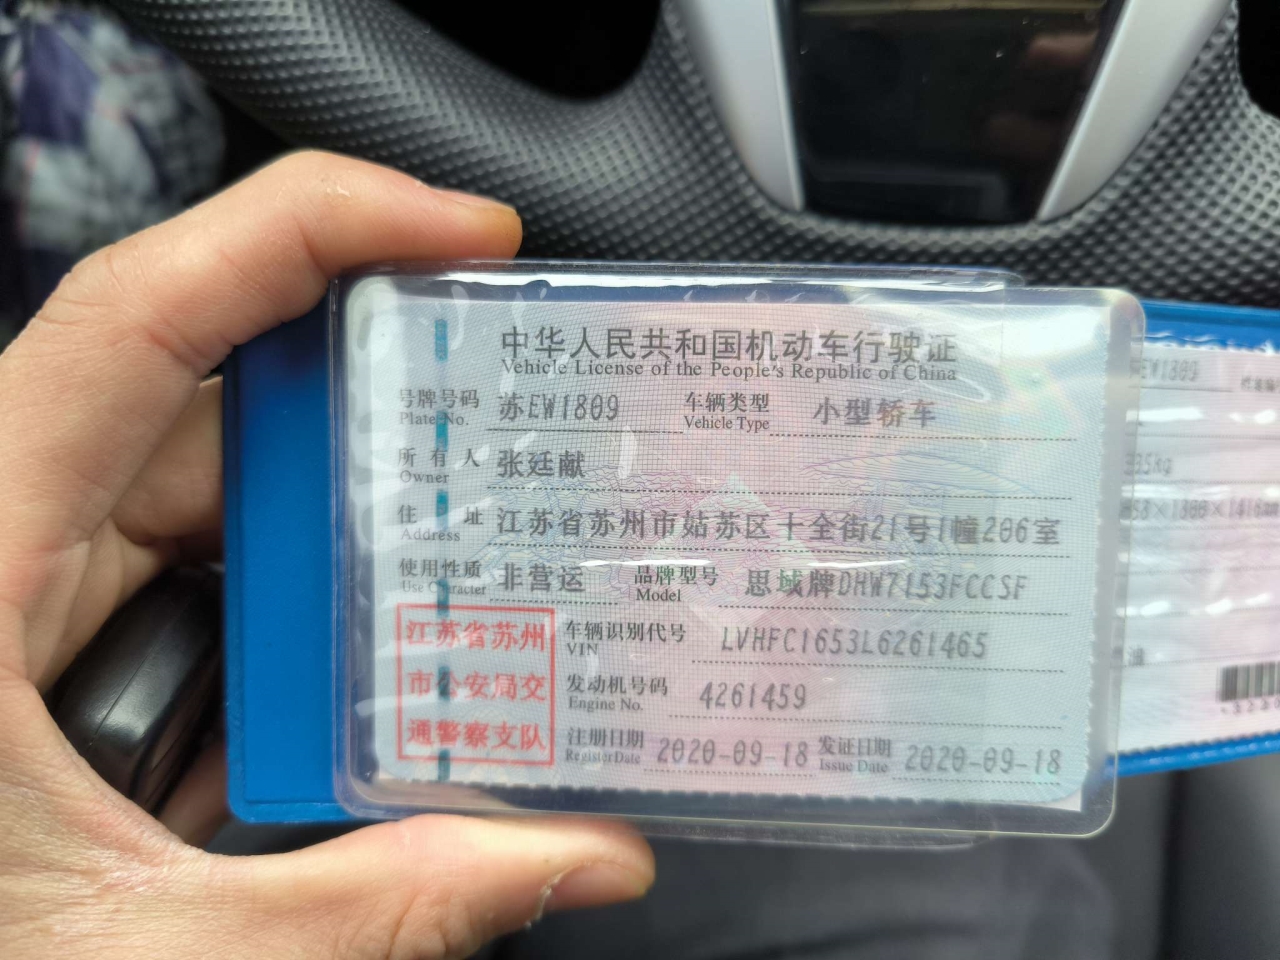 中华人民共和国机动车行驶证
Vehicle License of the People's Republic of China
号牌号码 苏EW1809 车辆类型 小型轿车
Plate No. Vehicle Type
所有人 张廷献
Owner
住址 江苏省苏州市姑苏区十全街21号1幢206室
Address
使用性质 非营运 品牌型号 思域牌DHW7153FCCSF
Use Character Model
江苏省苏州
市公安局交
通警察支队
车辆识别代号 LVHFC1653L6261465
VIN
发动机号码 4261459
Engine No.
注册日期 2020-09-18 发证日期 2020-09-18
Register Date Issue Date
EW1809
35kg
58×1800×1416mm